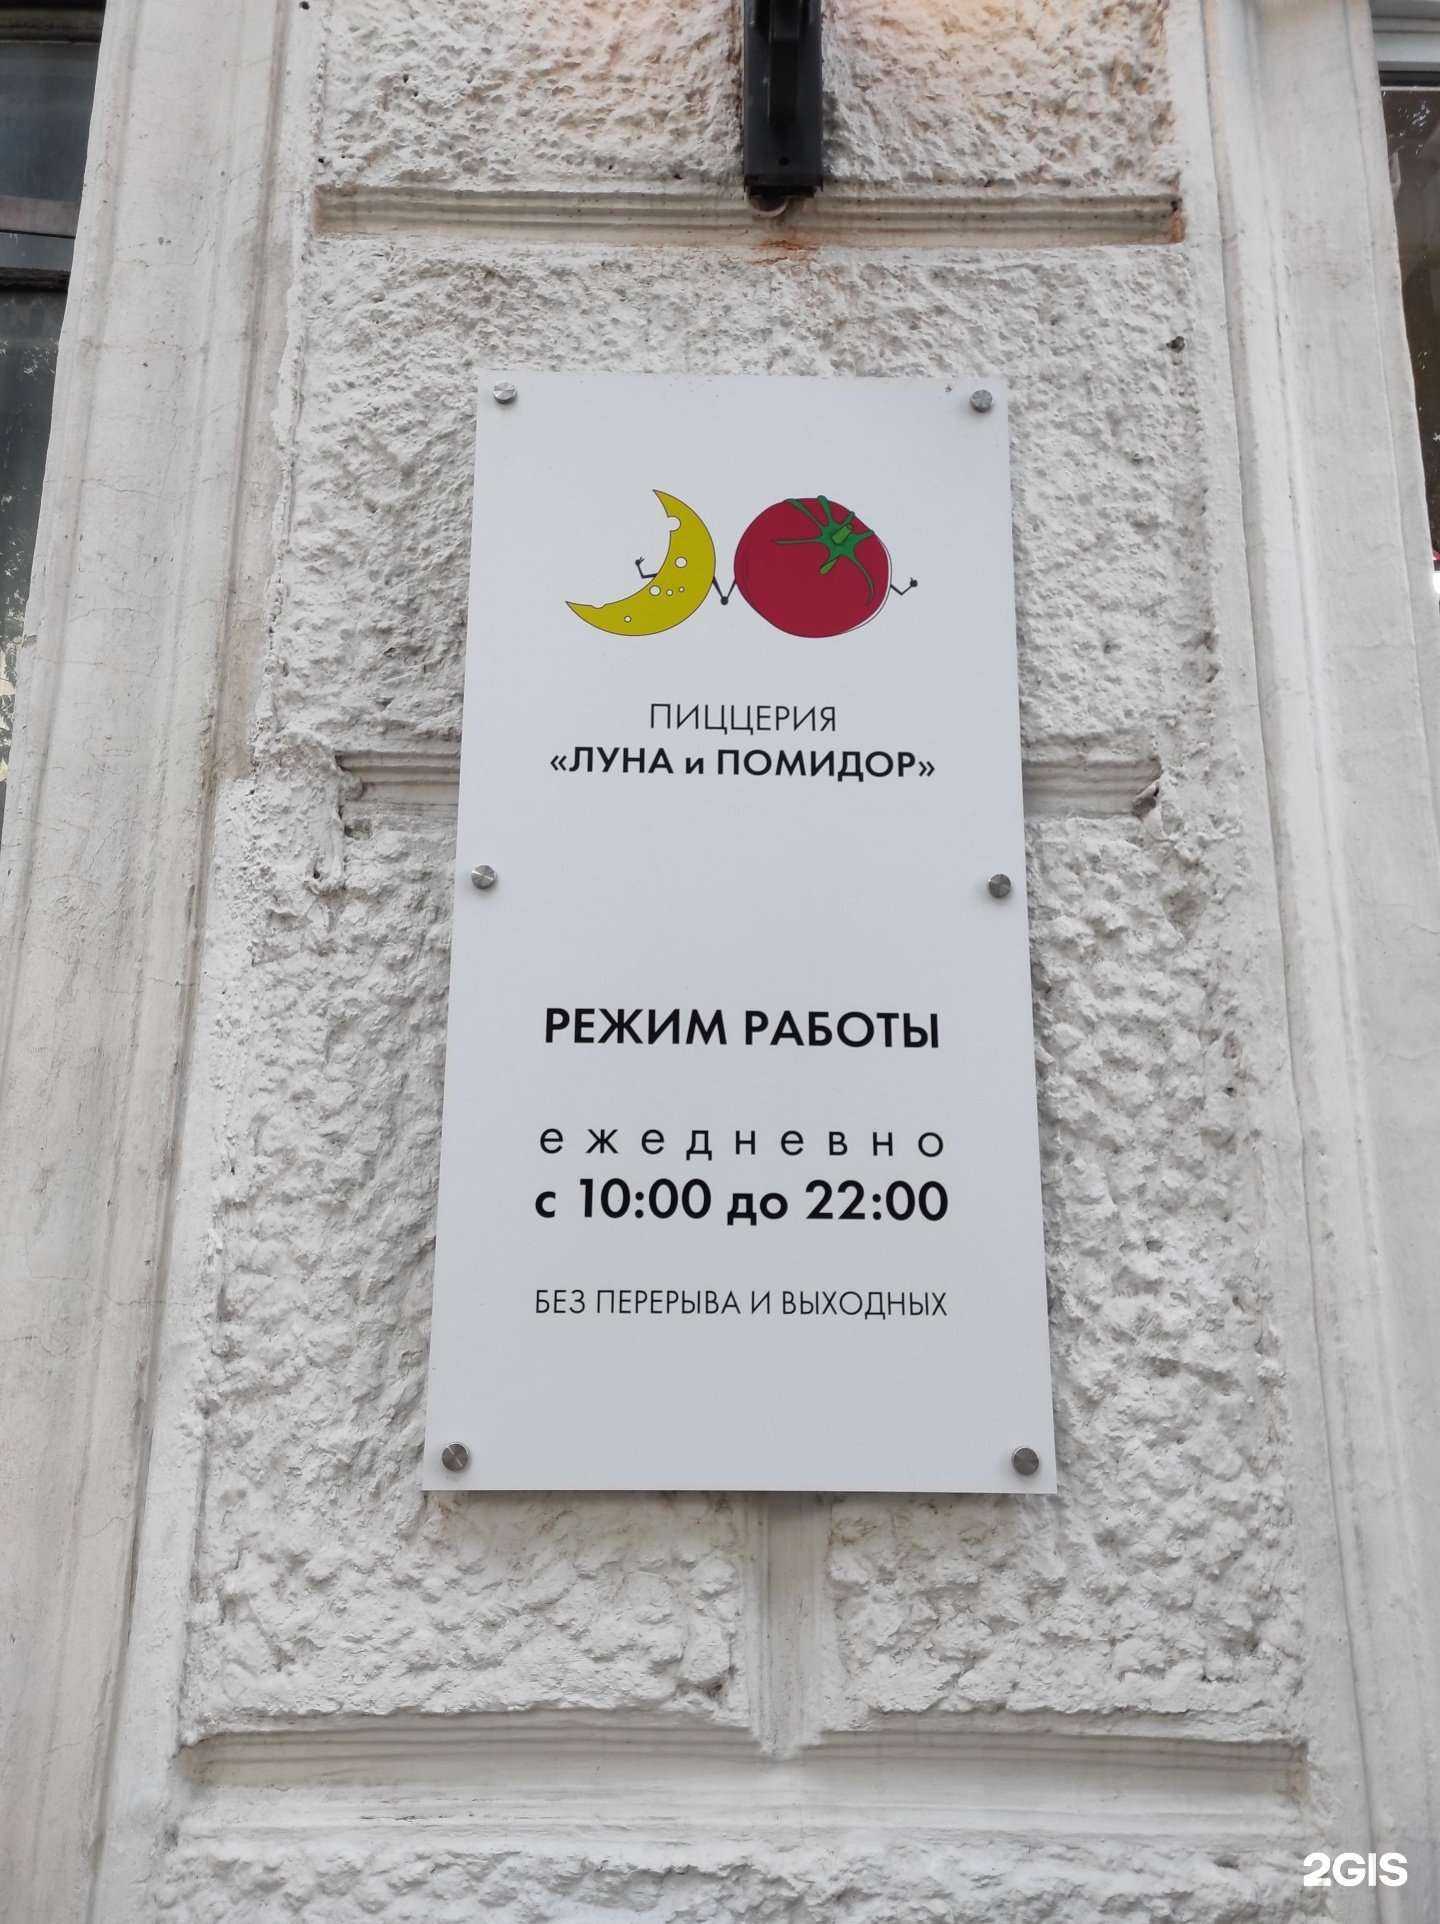 ПИЦЦЕРИЯ
«ЛУНА и ПОМИДОР»
РЕЖИМ РАБОТЫ
ежедневно
с 10:00 до 22:00
БЕЗ ПЕРЕРЫВА И ВЫХОДНЫХ
2GIS